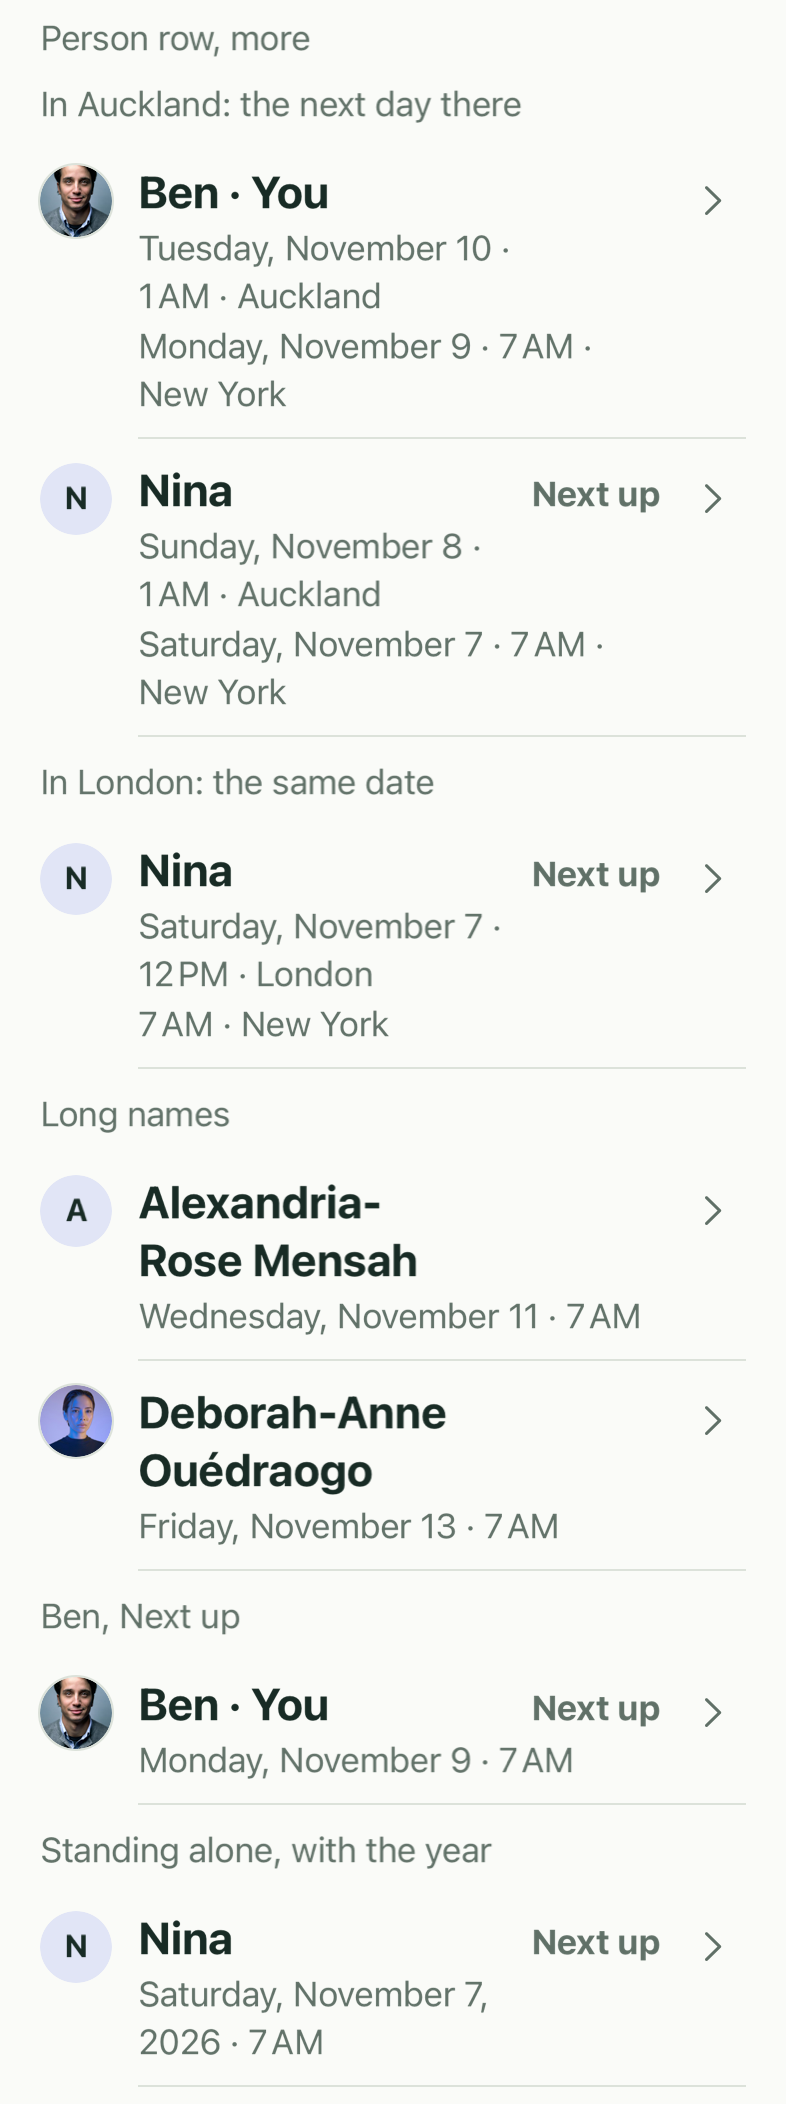 Person row, more
In Auckland: the next day there
Ben · You
Tuesday, November 10 ·
1 AM · Auckland
Monday, November 9 · 7 AM ·
New York
N
Nina
Next up
Sunday, November 8 ·
1 AM · Auckland
Saturday, November 7 · 7 AM ·
New York
In London: the same date
N
Nina
Next up
Saturday, November 7 ·
12 PM · London
7 AM · New York
Long names
A
Alexandria-
Rose Mensah
Wednesday, November 11 · 7 AM
Deborah-Anne
Ouédraogo
Friday, November 13 · 7 AM
Ben, Next up
Ben · You
Next up
Monday, November 9 · 7 AM
Standing alone, with the year
N
Nina
Next up
Saturday, November 7,
2026 · 7 AM